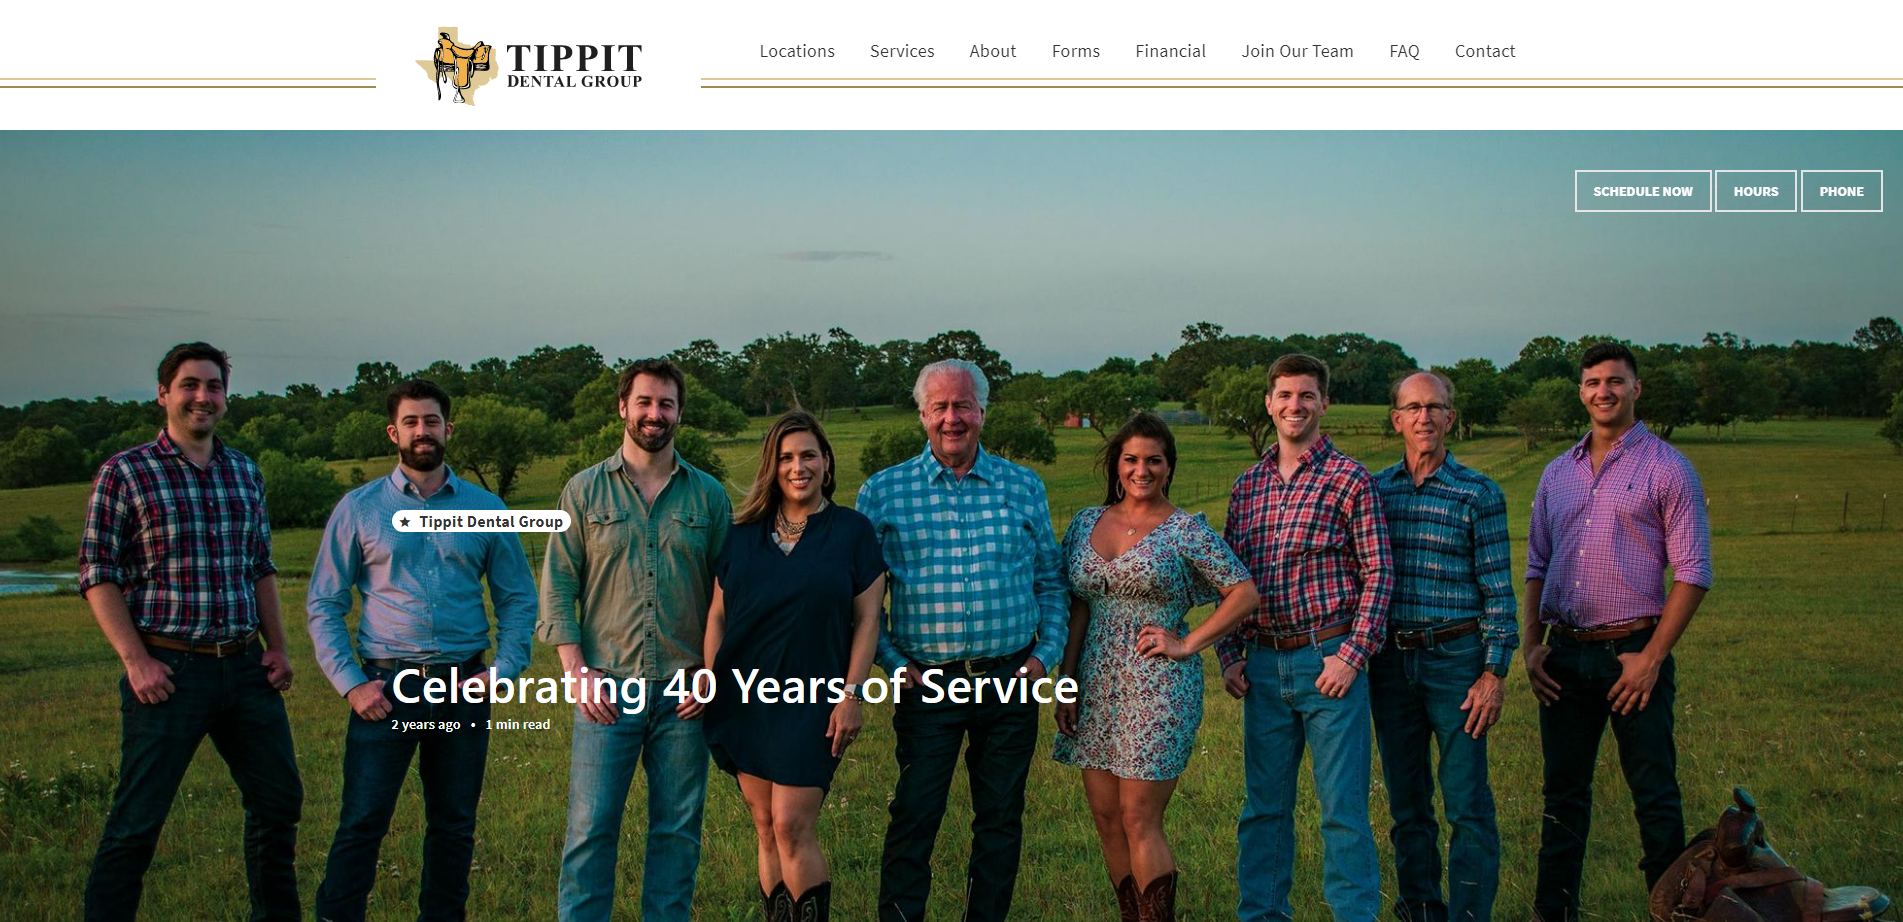 TIPPIT
DENTAL GROUP
Locations Services About Forms Financial Join Our Team FAQ Contact
SCHEDULE NOW HOURS PHONE
★ Tippit Dental Group
Celebrating 40 Years of Service
2 years ago • 1 min read